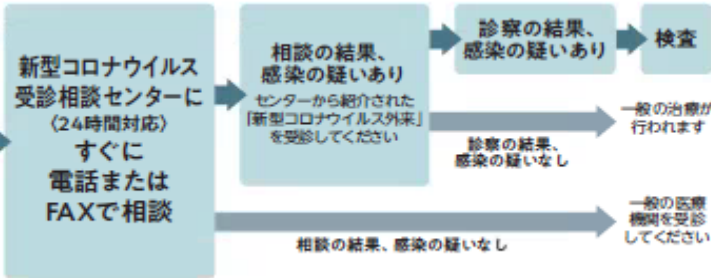 新型コロナウイルス
受診相談センターに
〈24時間対応〉
すぐに
電話または
FAXで相談
相談の結果、
感染の疑いあり
センターから紹介された
「新型コロナウイルス外来」
を受診してください
診察の結果、
感染の疑いあり
検査
診察の結果、
感染の疑いなし
一般の治療が
行われます
相談の結果、感染の疑いなし
一般の医療
機関を受診
してください